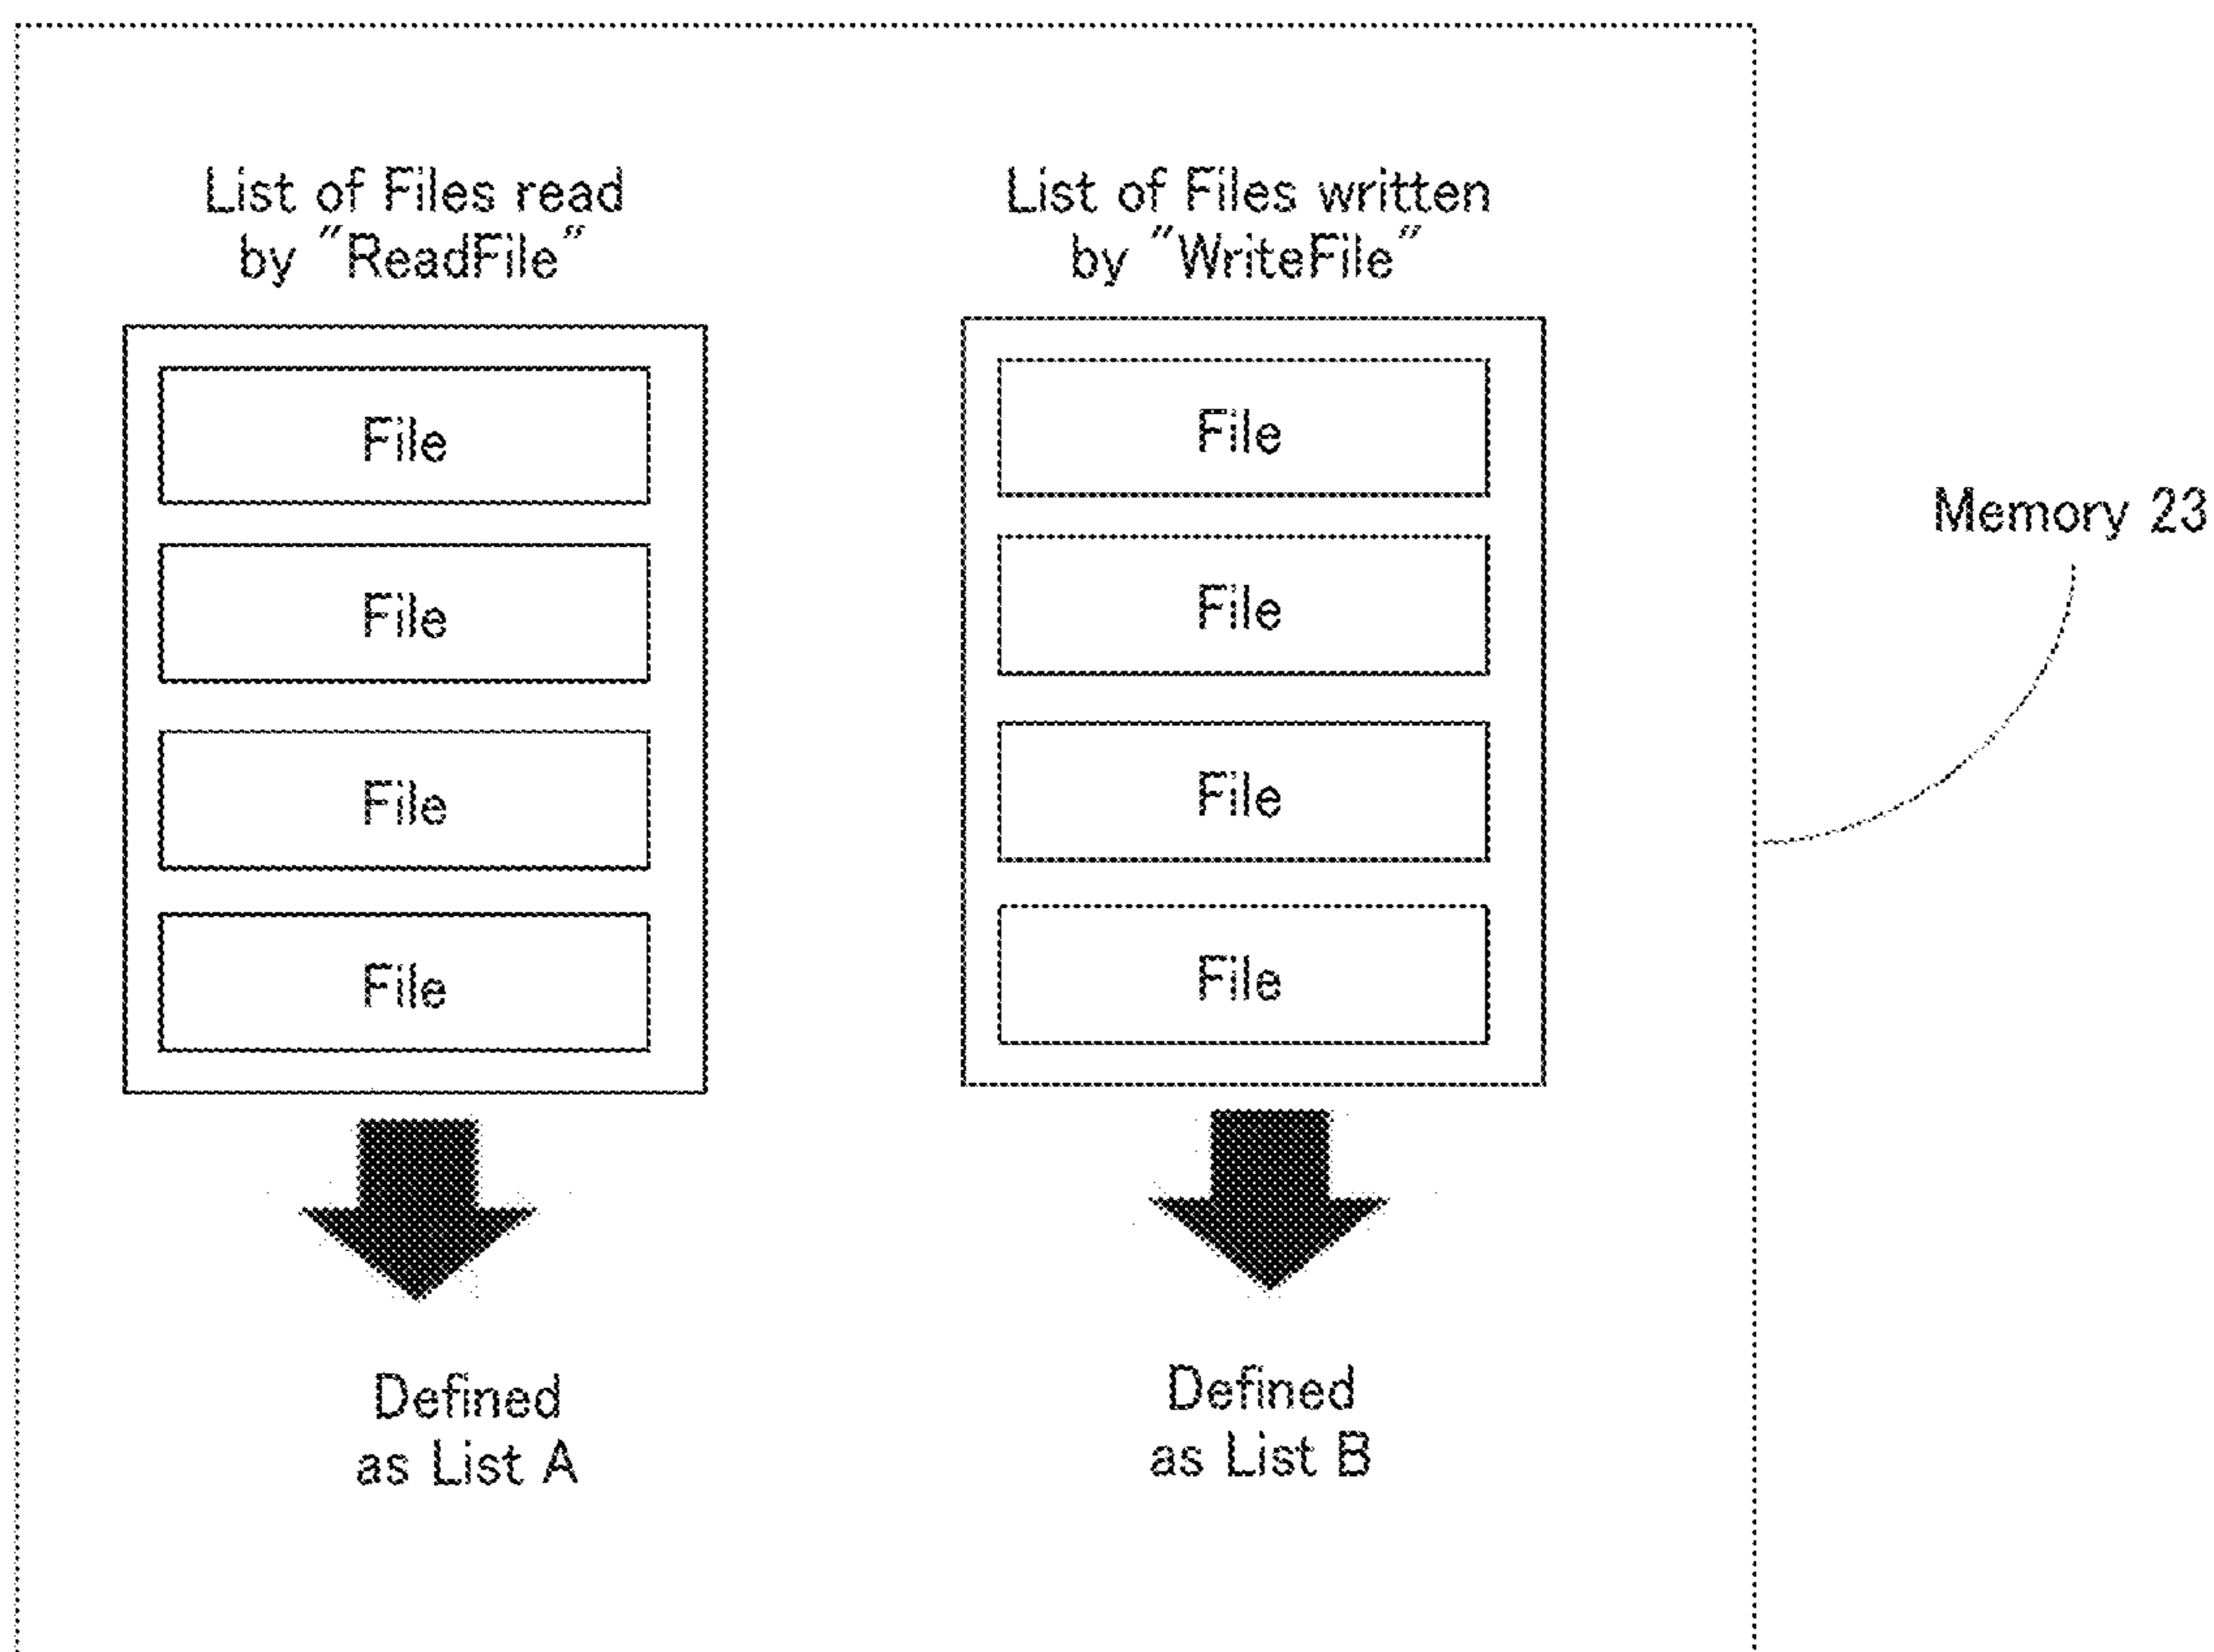 List of Files read
by "ReadFile"
File
File
File
File
Defined
as List A
List of Files written
by "WriteFile"
File
File
File
File
Defined
as List B
Memory 23